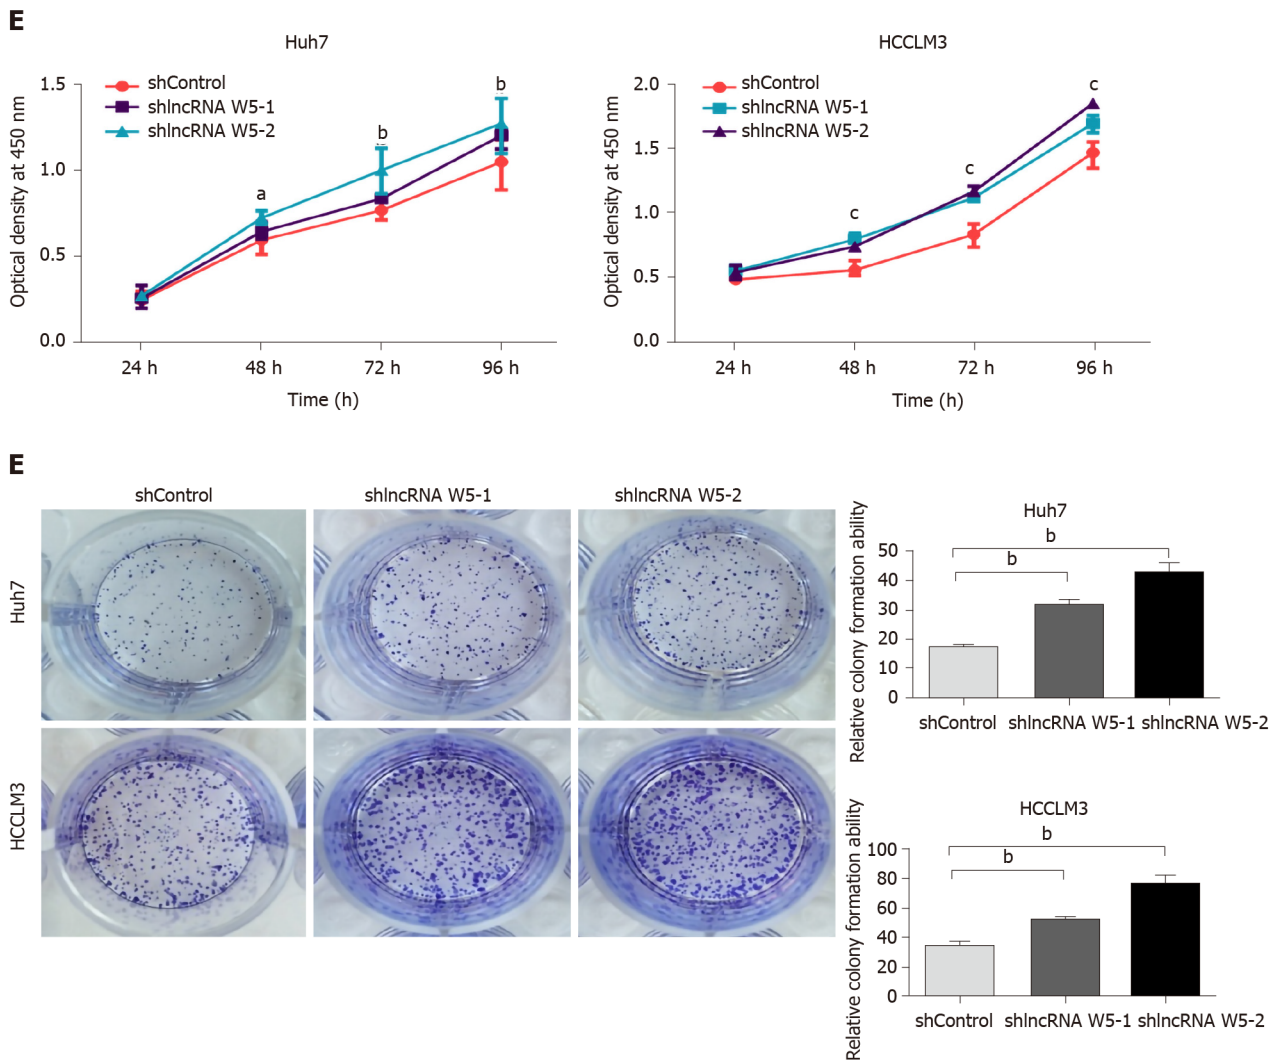 E
Huh7
HCCLM3
1.5
1.0
0.5
0.0
Optical density at 450 nm
shControl
shlncRNA W5-1
shlncRNA W5-2
a
b
b
24 h
48 h
72 h
96 h
Time (h)
2.0
1.5
1.0
0.5
0.0
Optical density at 450 nm
shControl
shlncRNA W5-1
shlncRNA W5-2
c
c
c
24 h
48 h
72 h
96 h
Time (h)
E
shControl
shlncRNA W5-1
shlncRNA W5-2
Huh7
HCCLM3
Huh7
Relative colony formation ability
50
40
30
20
10
0
b
b
shControl
shlncRNA W5-1
shlncRNA W5-2
HCCLM3
Relative colony formation ability
100
80
60
40
20
0
b
b
shControl
shlncRNA W5-1
shlncRNA W5-2